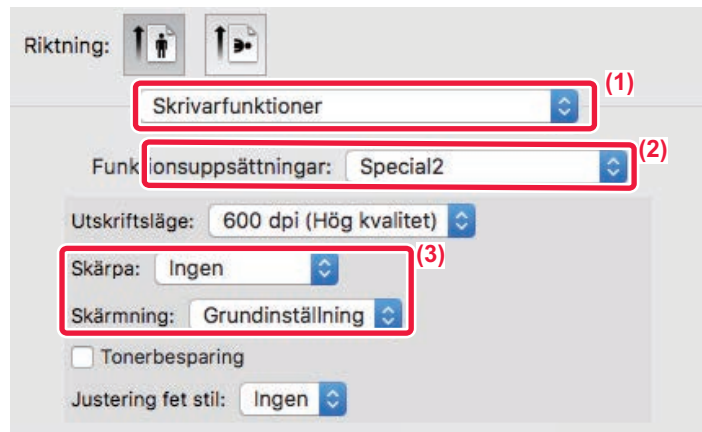 Riktning:
(1)
Skrivarfunktioner
(2)
Funktionsuppsättningar: Special2
Utskriftsläge: 600 dpi (Hög kvalitet)
(3)
Skärpa: Ingen
Skärmning: Grundinställning
Tonerbesparing
Justering fet stil: Ingen